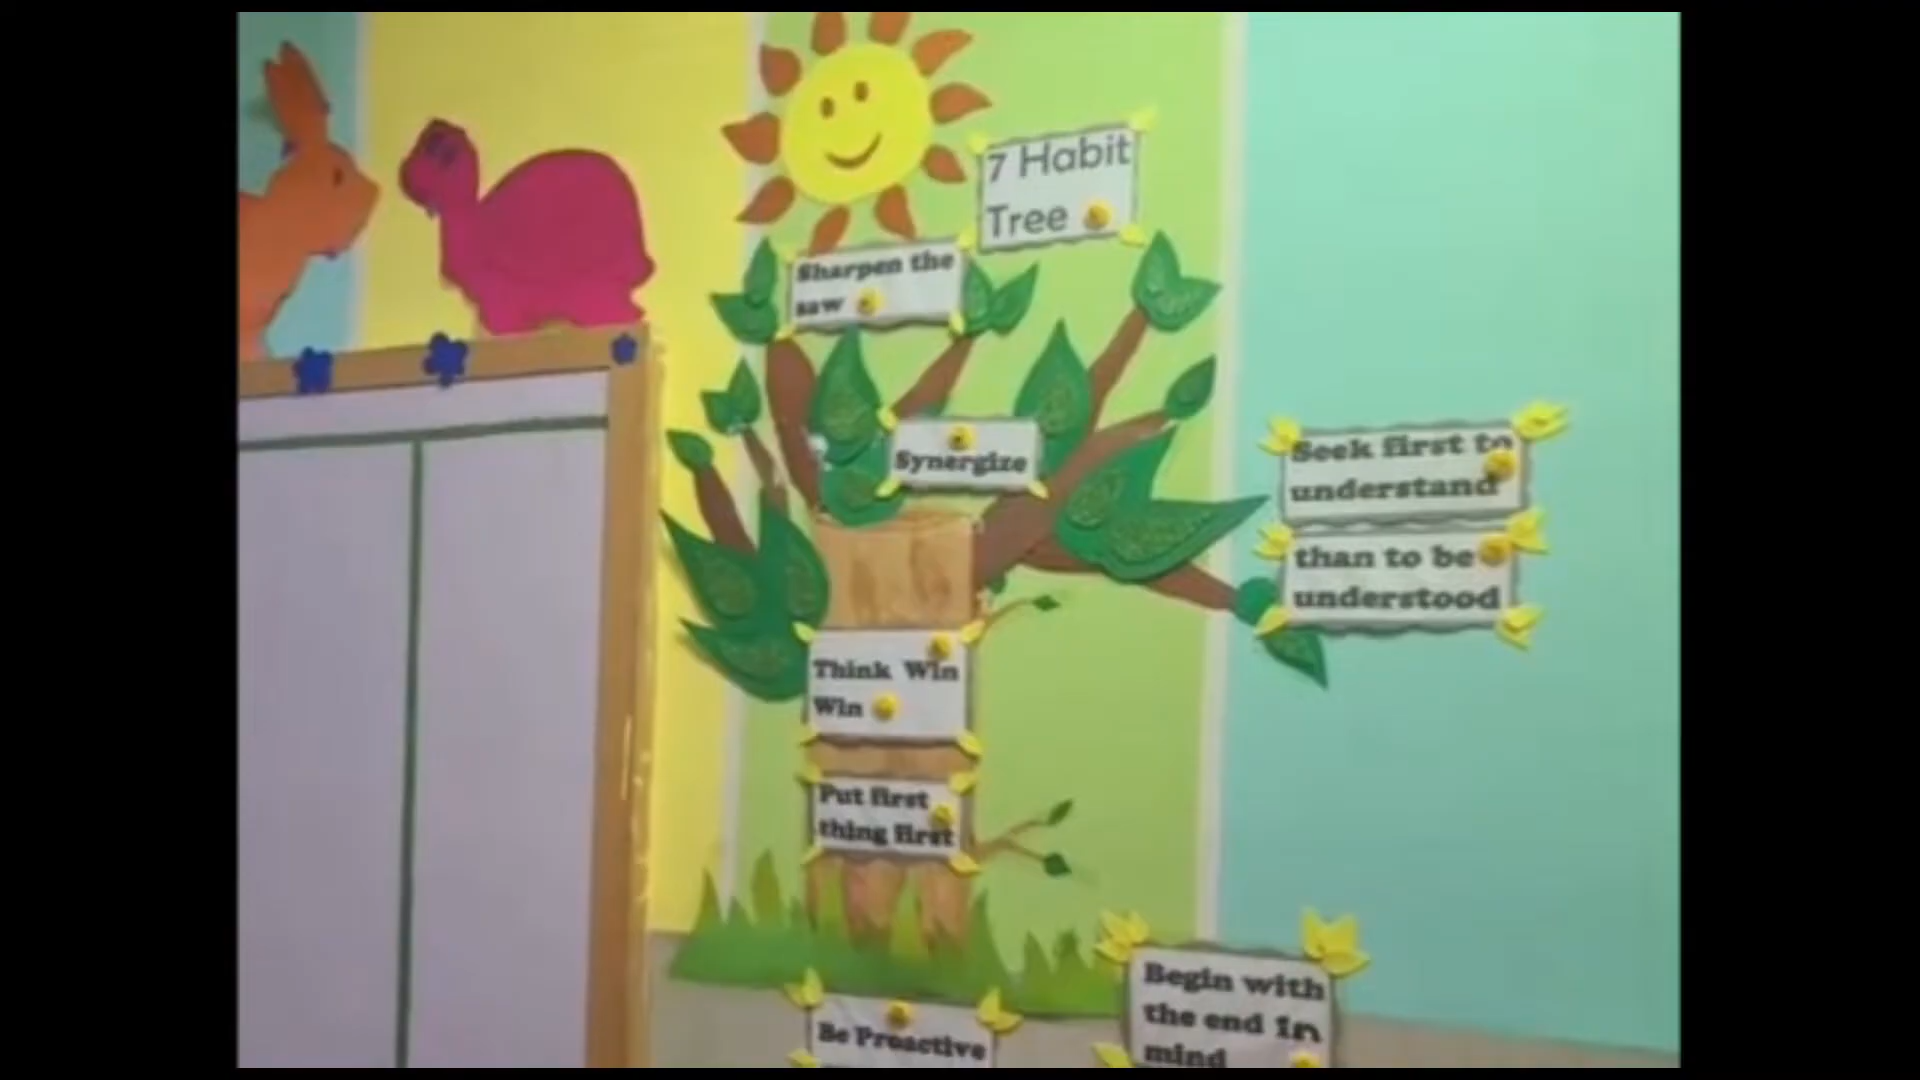 7 Habit
Tree
Sharpen the
saw
Synergize
Seek first to
understand
than to be
understood
Think Win
Win
Put first
thing first
Begin with
the end in
mind
Be Proactive